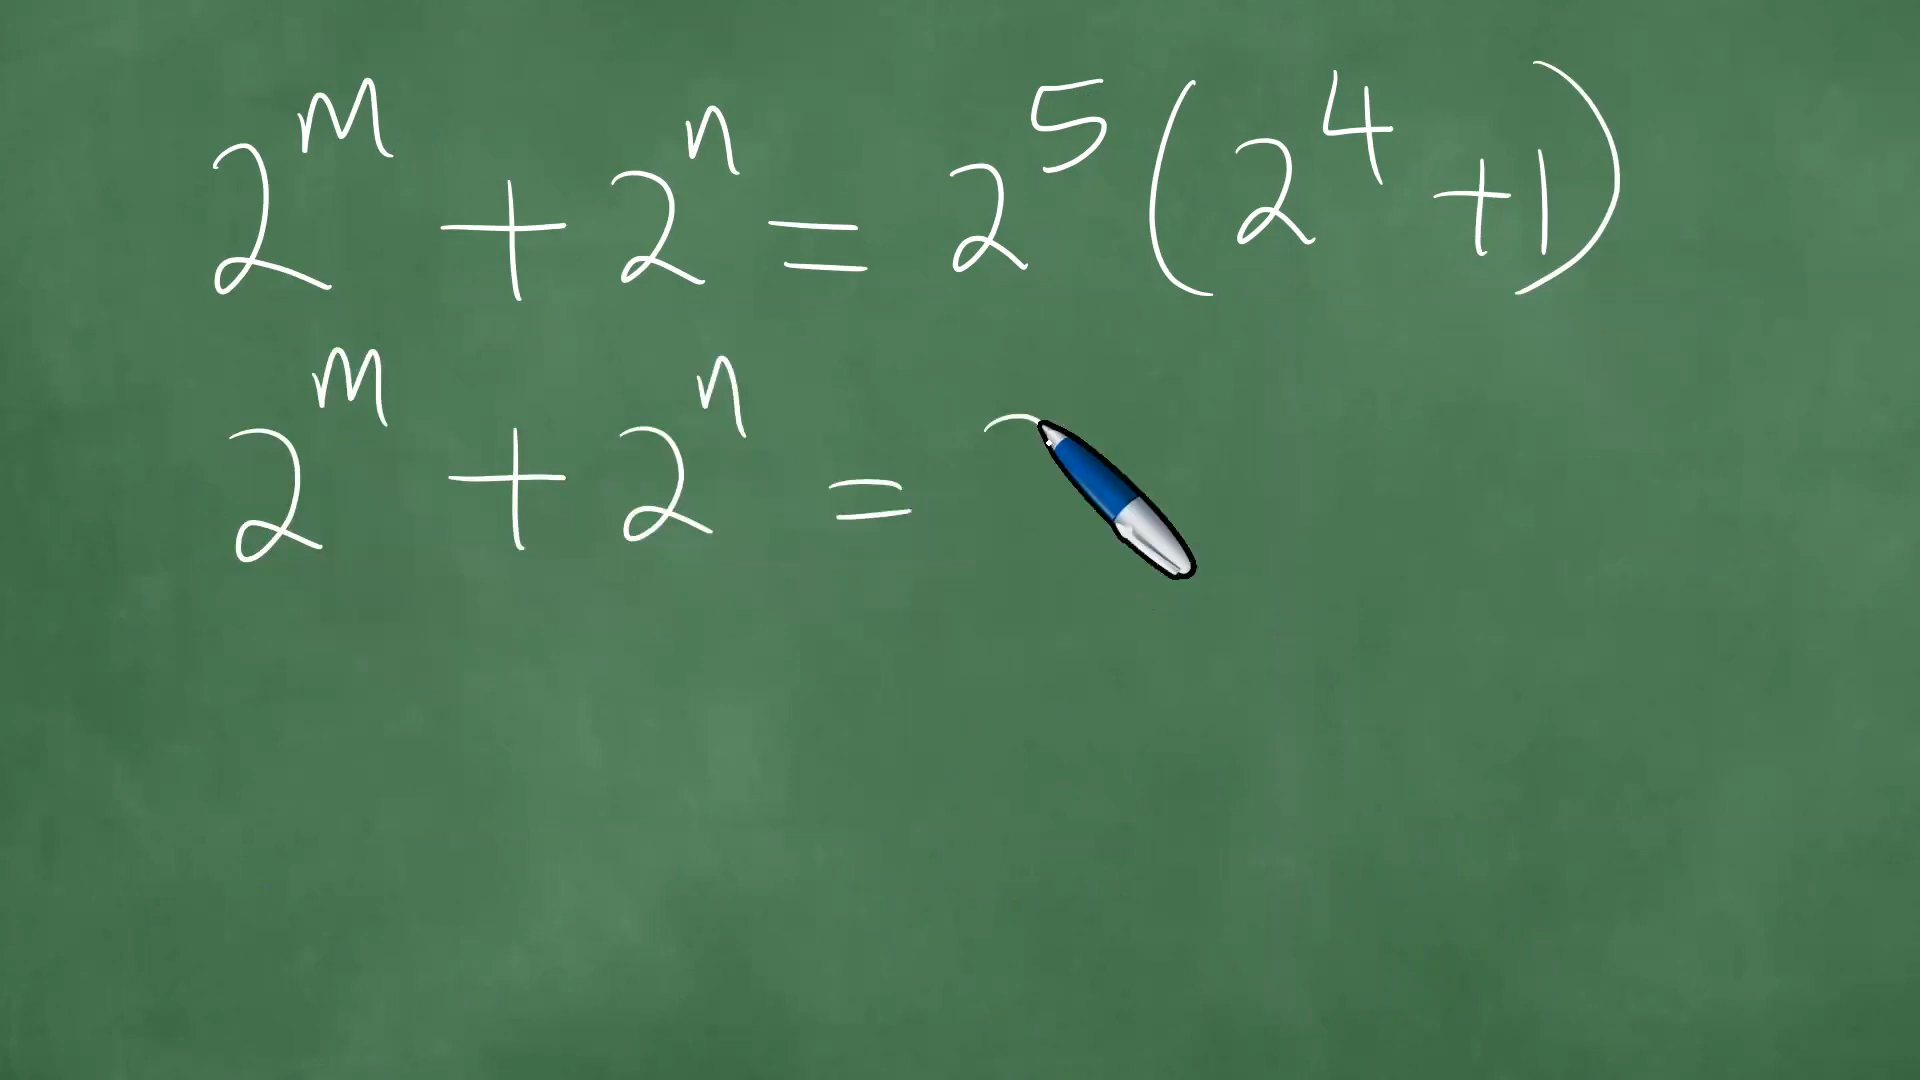 2^m + 2^n = 2^5 (2^4 + 1)
2^m + 2^n =